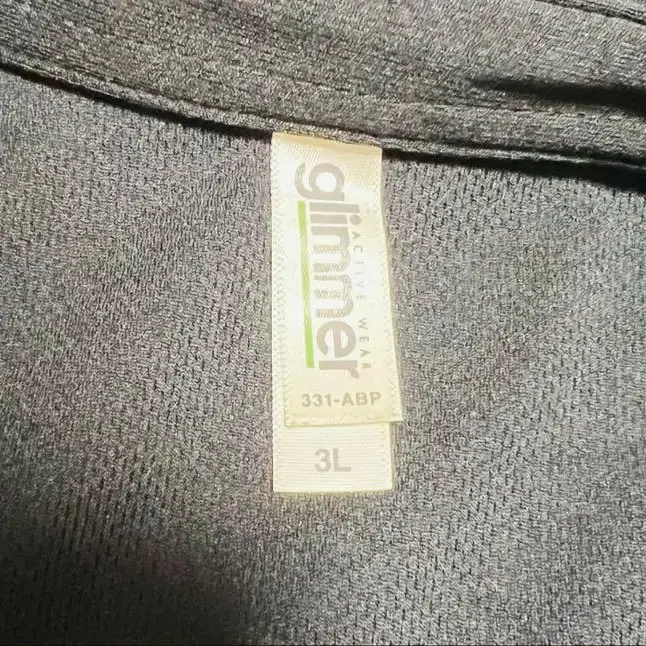 glimmer
ACTIVE WEAR
331-ABP
3L